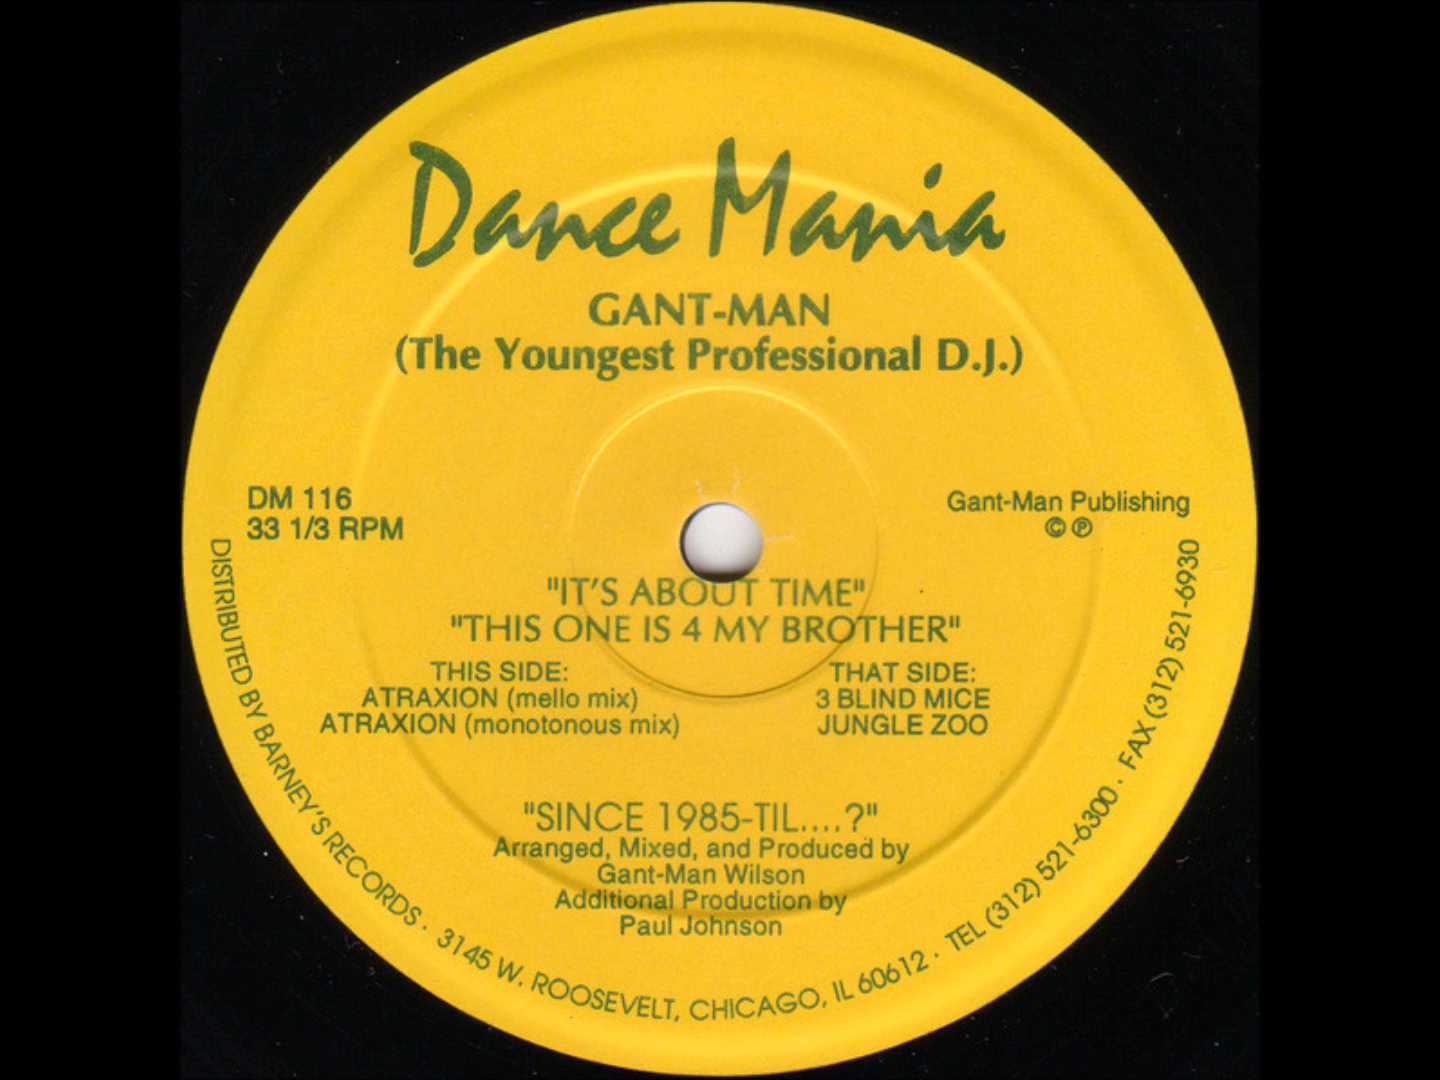 Dance Mania
GANT-MAN
(The Youngest Professional D.J.)
DM 116
33 1/3 RPM
Gant-Man Publishing
© ℗
"IT'S ABOUT TIME"
"THIS ONE IS 4 MY BROTHER"
THIS SIDE:
ATRAXION (mello mix)
ATRAXION (monotonous mix)
THAT SIDE:
3 BLIND MICE
JUNGLE ZOO
"SINCE 1985-TIL....?"
Arranged, Mixed, and Produced by
Gant-Man Wilson
Additional Production by
Paul Johnson
DISTRIBUTED BY BARNEY'S RECORDS · 3145 W. ROOSEVELT, CHICAGO, IL 60612 · TEL (312) 521-6300 · FAX (312) 521-6930